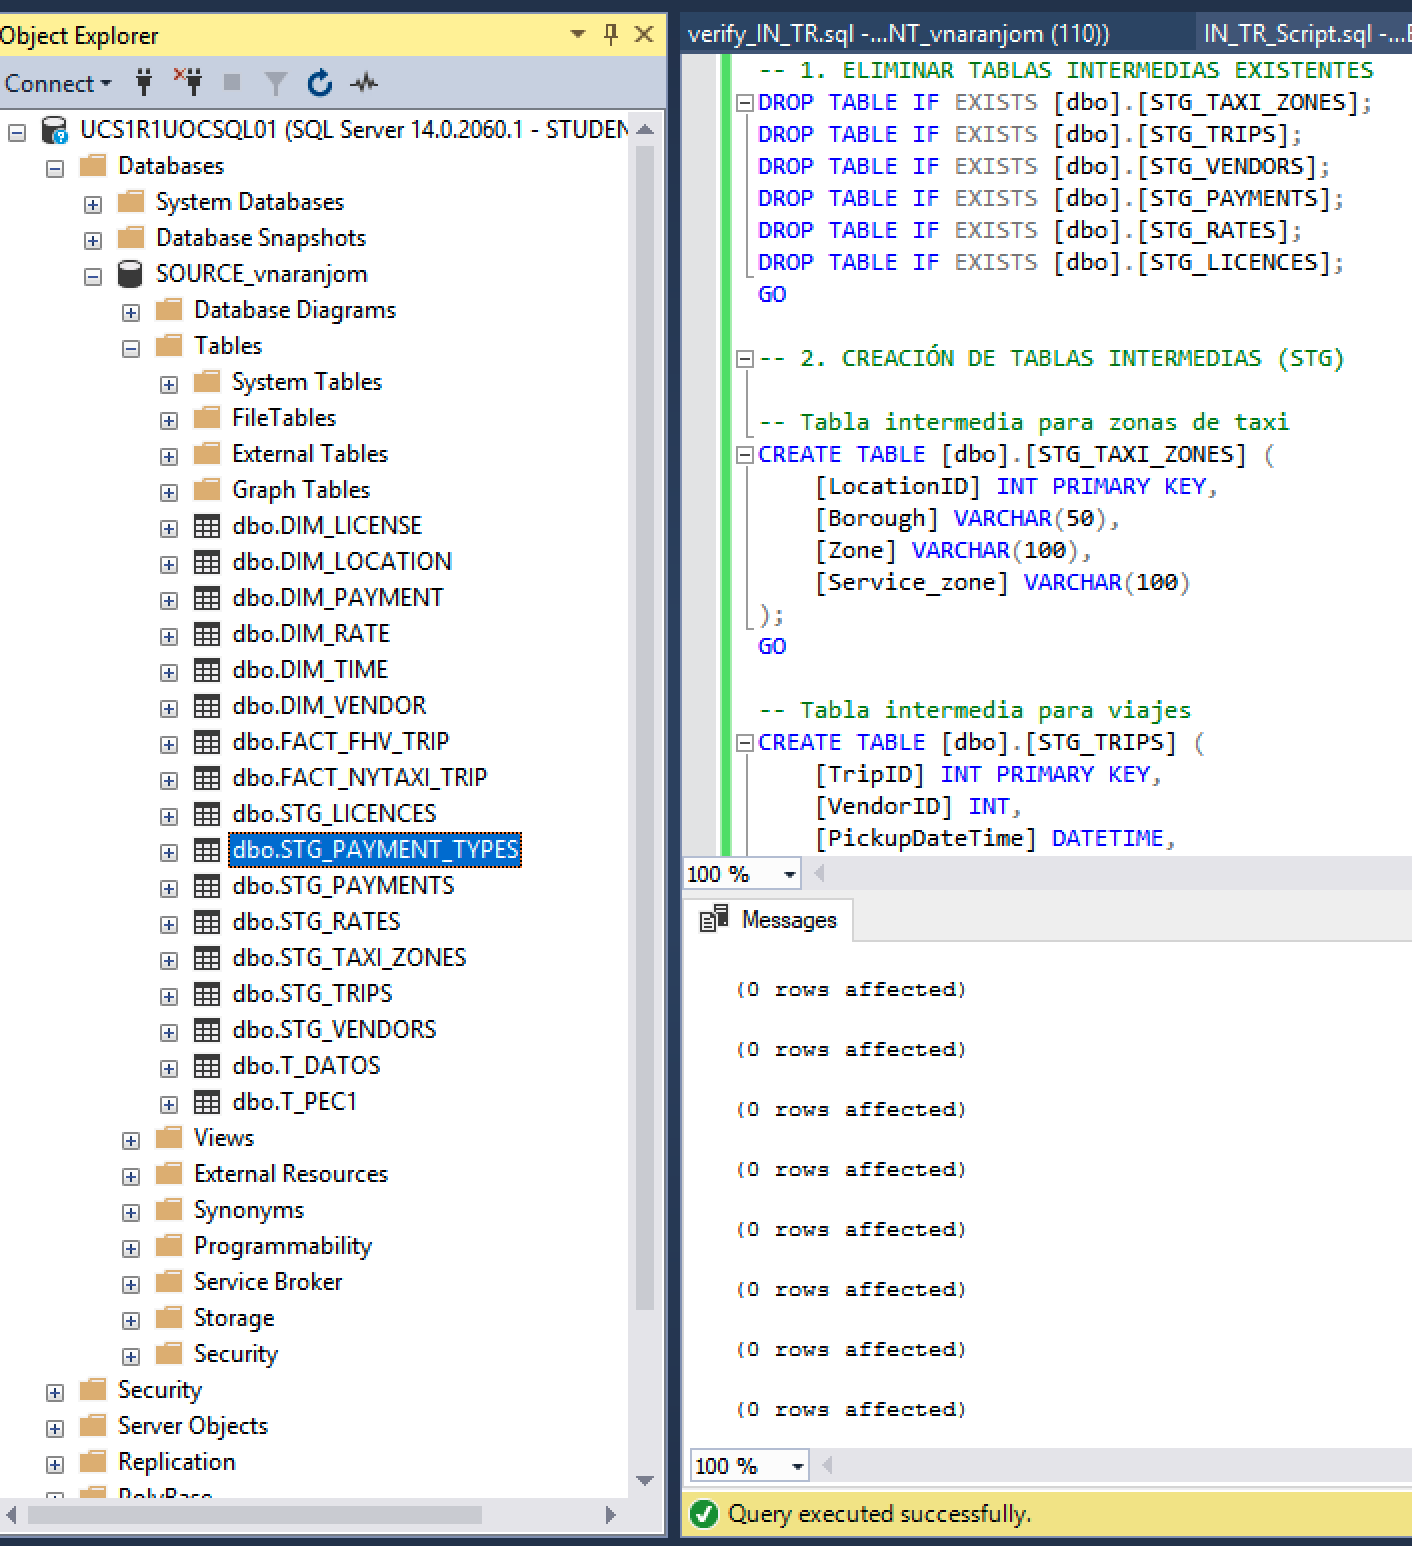 Object Explorer
Connect
UCS1R1UOCSQL01 (SQL Server 14.0.2060.1 - STUDEN
Databases
System Databases
Database Snapshots
SOURCE_vnaranjom
Database Diagrams
Tables
System Tables
FileTables
External Tables
Graph Tables
dbo.DIM_LICENSE
dbo.DIM_LOCATION
dbo.DIM_PAYMENT
dbo.DIM_RATE
dbo.DIM_TIME
dbo.DIM_VENDOR
dbo.FACT_FHV_TRIP
dbo.FACT_NYTAXI_TRIP
dbo.STG_LICENCES
dbo.STG_PAYMENT_TYPES
dbo.STG_PAYMENTS
dbo.STG_RATES
dbo.STG_TAXI_ZONES
dbo.STG_TRIPS
dbo.STG_VENDORS
dbo.T_DATOS
dbo.T_PEC1
Views
External Resources
Synonyms
Programmability
Service Broker
Storage
Security
Security
Server Objects
Replication
PolyBase
verify_IN_TR.sql -...NT_vnaranjom (110))
IN_TR_Script.sql -...E
-- 1. ELIMINAR TABLAS INTERMEDIAS EXISTENTES
DROP TABLE IF EXISTS [dbo].[STG_TAXI_ZONES];
DROP TABLE IF EXISTS [dbo].[STG_TRIPS];
DROP TABLE IF EXISTS [dbo].[STG_VENDORS];
DROP TABLE IF EXISTS [dbo].[STG_PAYMENTS];
DROP TABLE IF EXISTS [dbo].[STG_RATES];
DROP TABLE IF EXISTS [dbo].[STG_LICENCES];
GO
-- 2. CREACIÓN DE TABLAS INTERMEDIAS (STG)
-- Tabla intermedia para zonas de taxi
CREATE TABLE [dbo].[STG_TAXI_ZONES] (
[LocationID] INT PRIMARY KEY,
[Borough] VARCHAR(50),
[Zone] VARCHAR(100),
[Service_zone] VARCHAR(100)
);
GO
-- Tabla intermedia para viajes
CREATE TABLE [dbo].[STG_TRIPS] (
[TripID] INT PRIMARY KEY,
[VendorID] INT,
[PickupDateTime] DATETIME,
100 %
Messages
(0 rows affected)
(0 rows affected)
(0 rows affected)
(0 rows affected)
(0 rows affected)
(0 rows affected)
(0 rows affected)
(0 rows affected)
100 %
Query executed successfully.